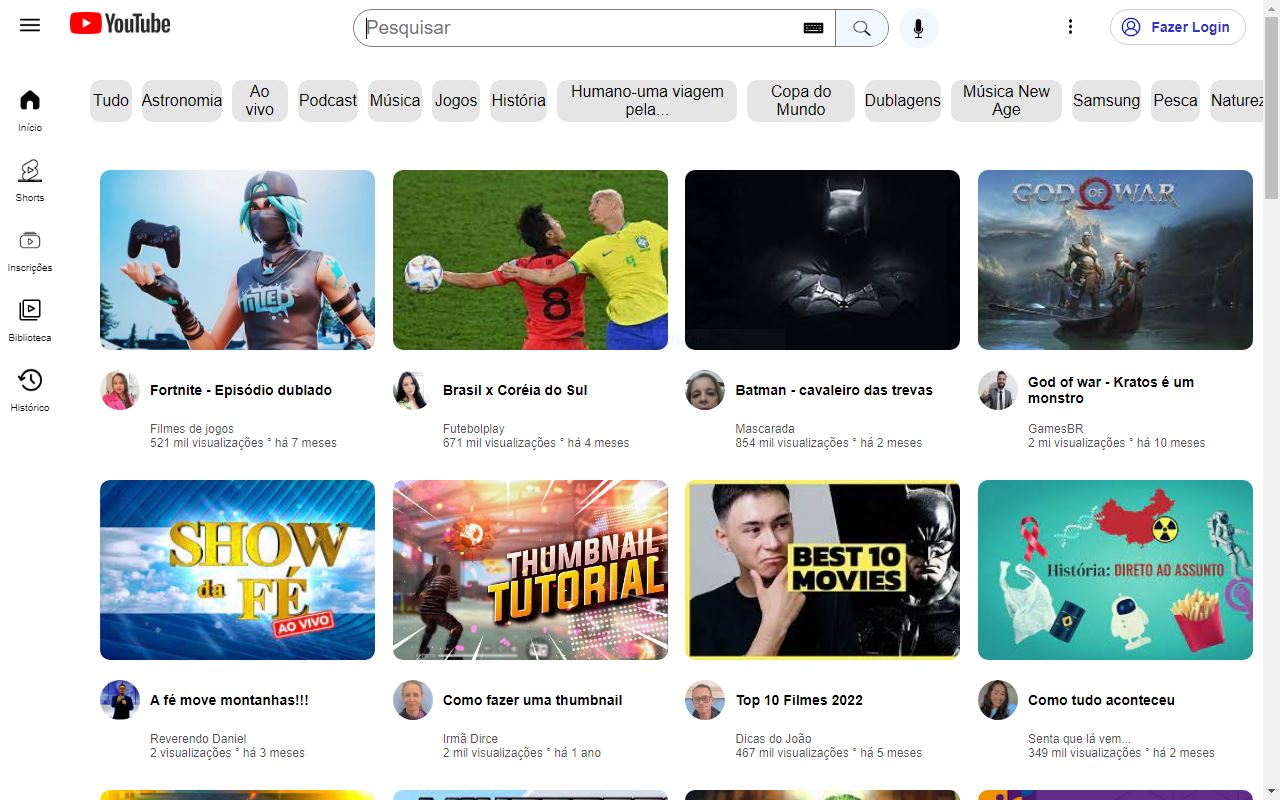 YouTube
Pesquisar
Fazer Login
Tudo
Astronomia
Ao
vivo
Podcast
Música
Jogos
História
Humano-uma viagem
pela...
Copa do
Mundo
Dublagens
Música New
Age
Samsung
Pesca
Naturez
Início
Shorts
Inscrições
Biblioteca
Histórico
TILTED
8
9
GOD OF WAR
Fortnite - Episódio dublado
Filmes de jogos
521 mil visualizações ° há 7 meses
Brasil x Coréia do Sul
Futebolplay
671 mil visualizações ° há 4 meses
Batman - cavaleiro das trevas
Mascarada
854 mil visualizações ° há 2 meses
God of war - Kratos é um
monstro
GamesBR
2 mi visualizações ° há 10 meses
SHOW
da FÉ
AO VIVO
THUMBNAIL
TUTORIAL
BEST 10
MOVIES
História: DIRETO AO ASSUNTO
A fé move montanhas!!!
Reverendo Daniel
2 visualizações ° há 3 meses
Como fazer uma thumbnail
Irmã Dirce
2 mil visualizações ° há 1 ano
Top 10 Filmes 2022
Dicas do João
467 mil visualizações ° há 5 meses
Como tudo aconteceu
Senta que lá vem...
349 mil visualizações ° há 2 meses